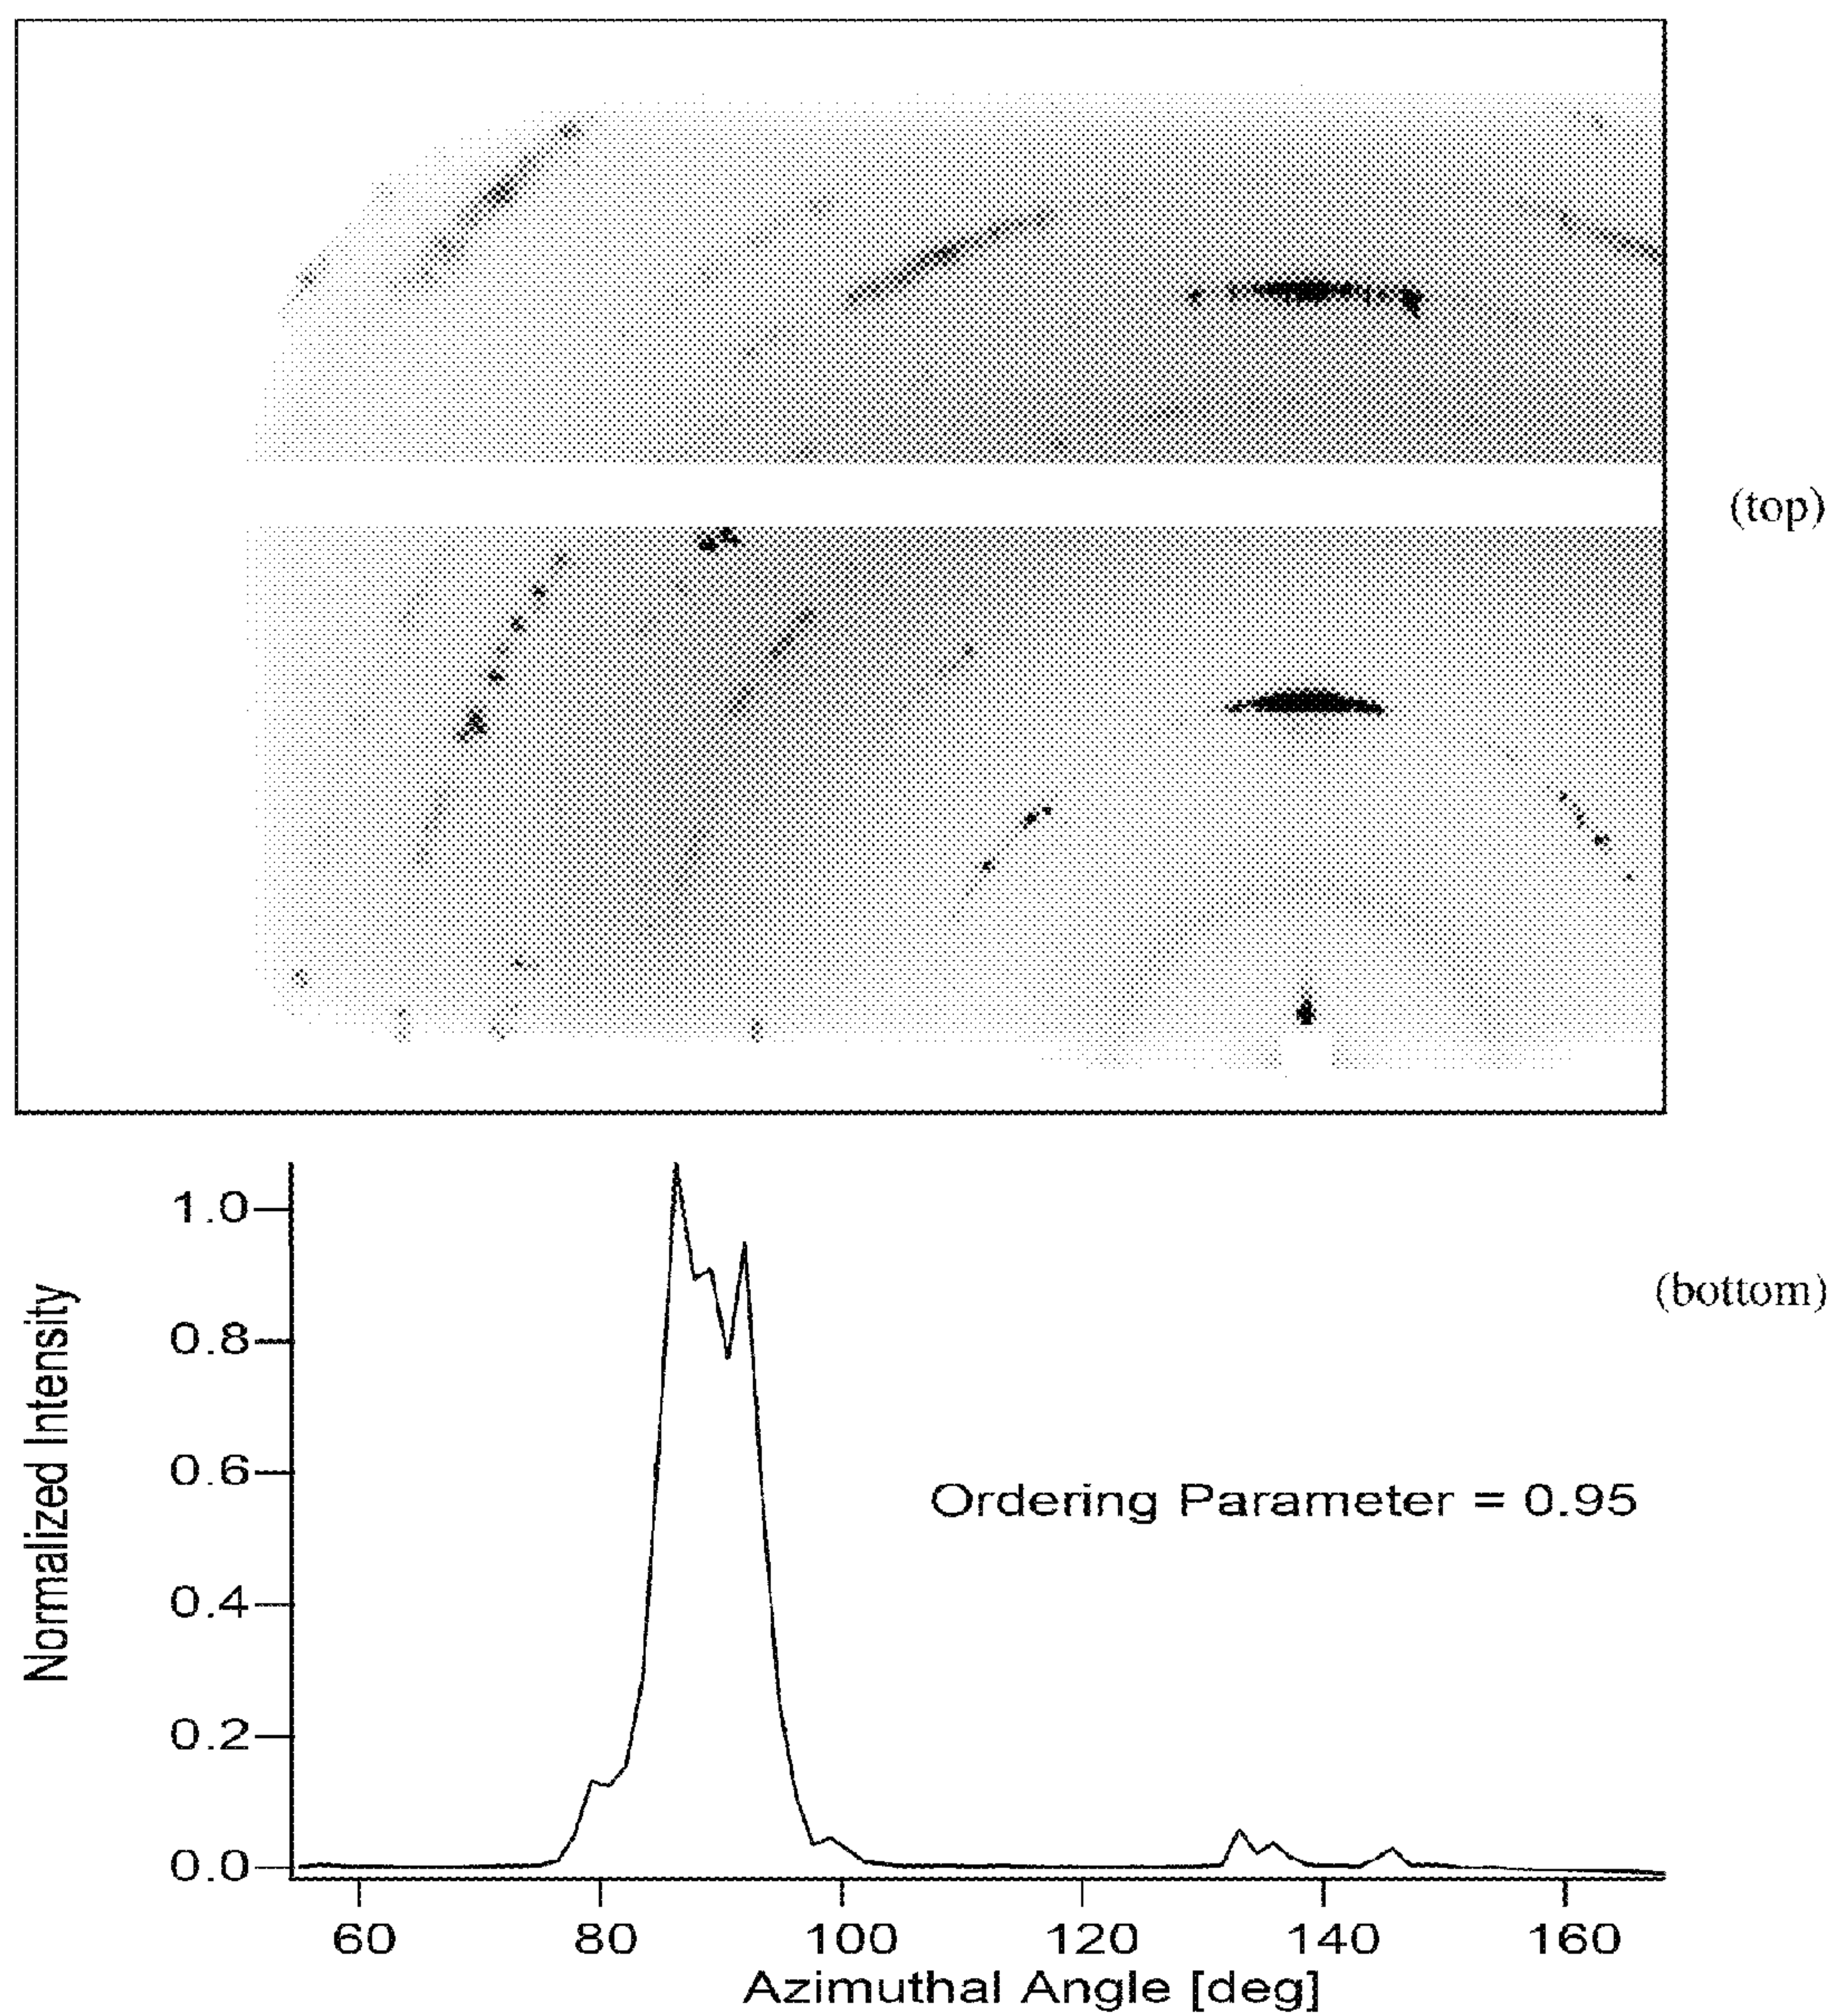 (top)
1.0
(bottom)
0.8
0.6
Ordering Parameter = 0.95
0.4
0.2
0.0
Normalized Intensity
60 80 100 120 140 160
Azimuthal Angle [deg]